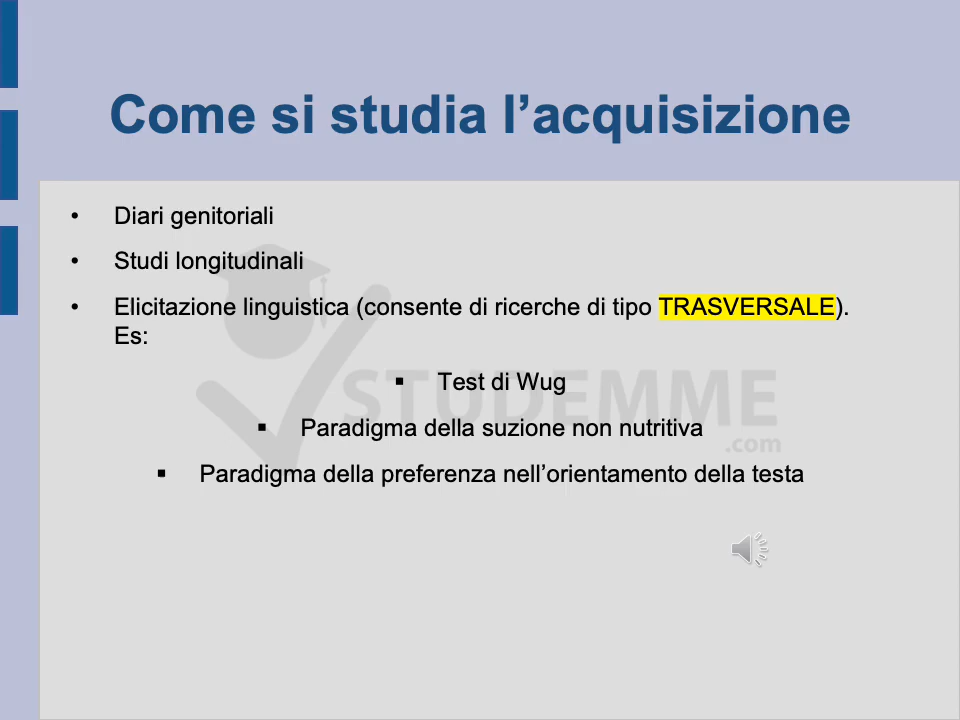 Come si studia l’acquisizione
• Diari genitoriali
• Studi longitudinali
• Elicitazione linguistica (consente di ricerche di tipo TRASVERSALE).
Es:
▪ Test di Wug
▪ Paradigma della suzione non nutritiva
▪ Paradigma della preferenza nell’orientamento della testa
STUDEMME
.com